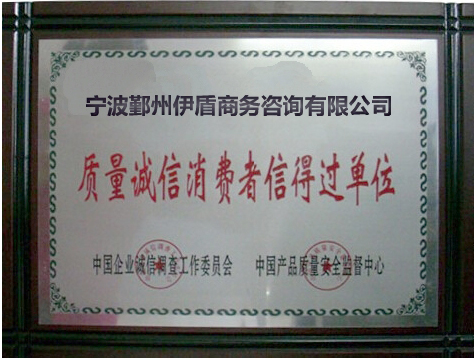 宁波鄞州伊盾商务咨询有限公司
质量诚信消费者信得过单位
中国企业诚信调查工作委员会 中国产品质量安全监督中心